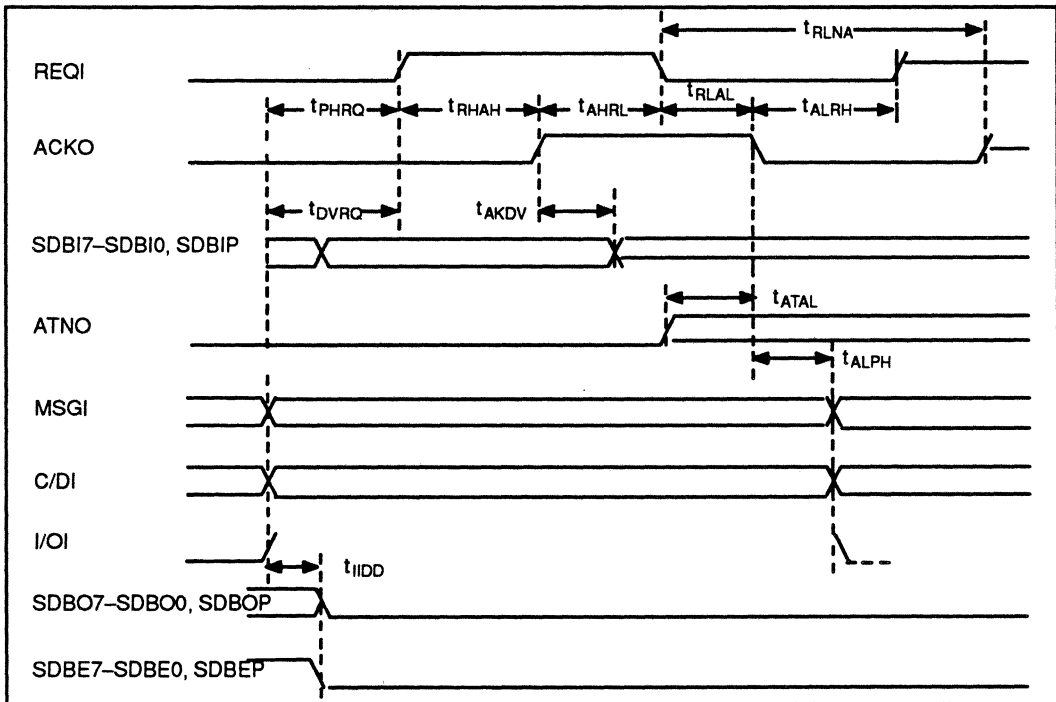 tRLNA
REQI
tPHRQ tRHAH tAHRL tRLAL tALRH
ACKO
tDVRQ tAKDV
SDBI7–SDBI0, SDBIP
tATAL
ATNO
tALPH
MSGI
C/DI
I/OI
tIIDD
SDBO7–SDBO0, SDBOP
SDBE7–SDBE0, SDBEP